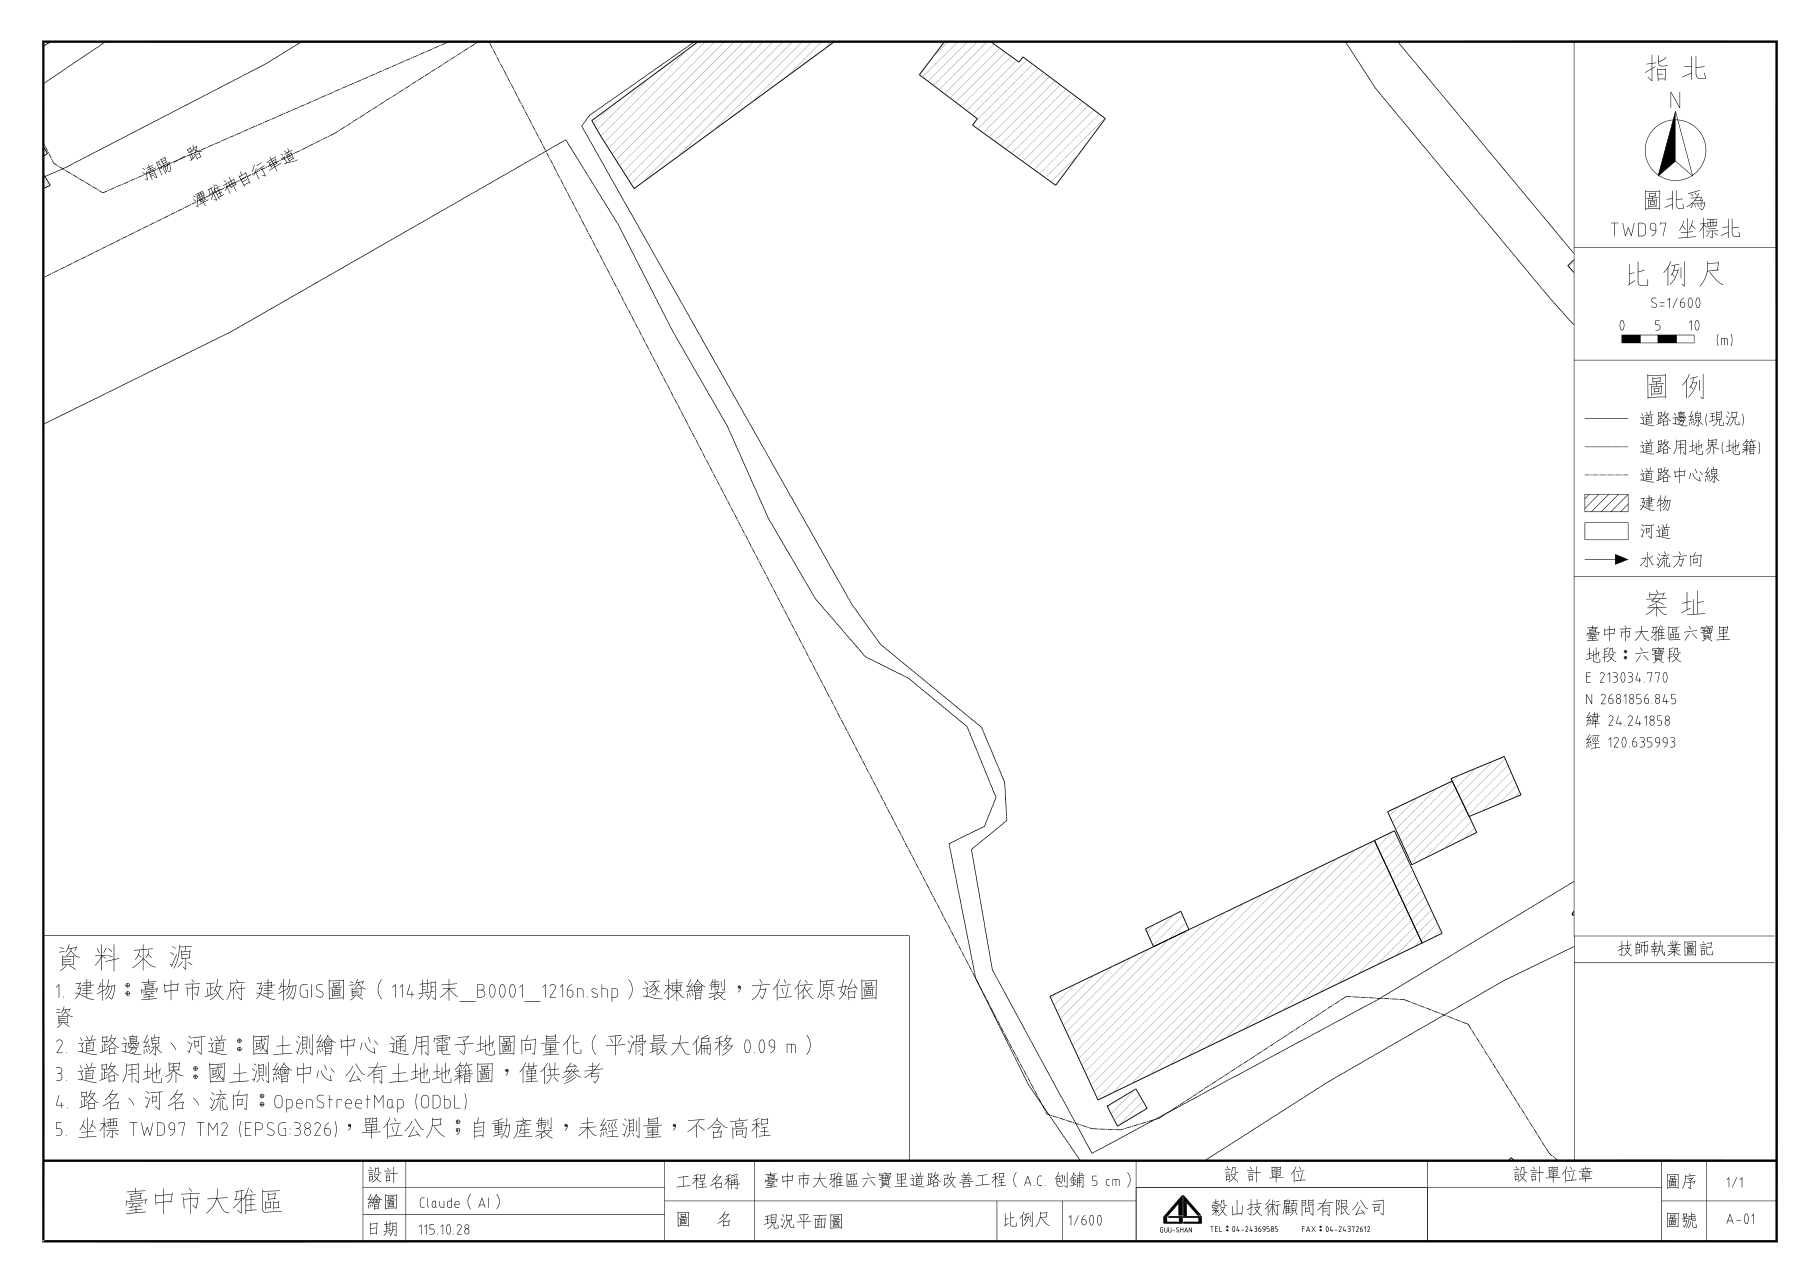 清陽一路
潭雅神自行車道
指北
N
圖北為
TWD97 坐標北
比例尺
S=1/600
0 5 10
(m)
圖例
道路邊線(現況)
道路用地界(地籍)
道路中心線
建物
河道
水流方向
案址
臺中市大雅區六寶里
地段：六寶段
E 213034.770
N 2681856.845
緯 24.241858
經 120.635993
技師執業圖記
資料來源
1. 建物：臺中市政府 建物GIS圖資（114期末__B0001__1216n.shp）逐棟繪製，方位依原始圖
資
2. 道路邊線、河道：國土測繪中心 通用電子地圖向量化（平滑最大偏移 0.09 m）
3. 道路用地界：國土測繪中心 公有土地地籍圖，僅供參考
4. 路名、河名、流向：OpenStreetMap (ODbL)
5. 坐標 TWD97 TM2 (EPSG:3826)，單位公尺；自動產製，未經測量，不含高程
臺中市大雅區
設計
繪圖 Claude（AI）
日期 115.10.28
工程名稱 臺中市大雅區六寶里道路改善工程（A.C. 刨鋪 5 cm）
圖名 現況平面圖 比例尺 1/600
設計單位
GUU-SHAN
穀山技術顧問有限公司
TEL：04-24369585 FAX：04-24372612
設計單位章
圖序 1/1
圖號 A-01